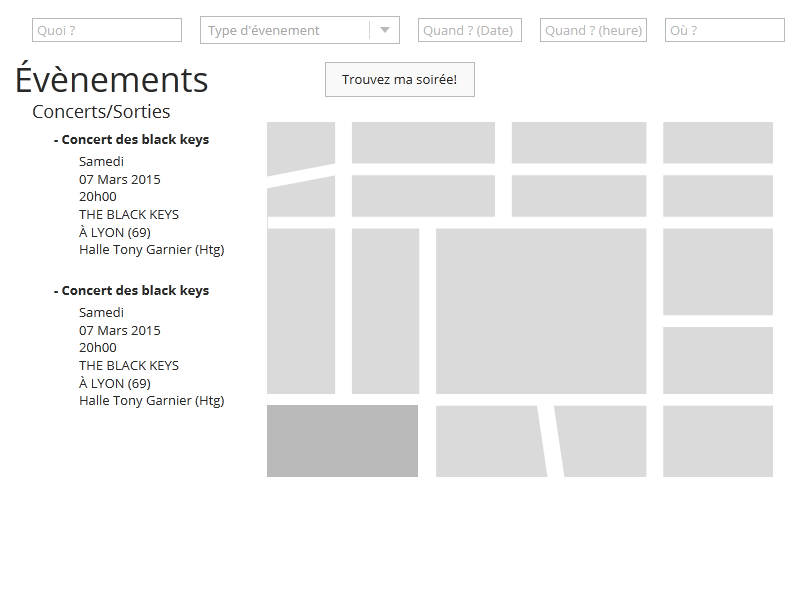 Quoi ?
Type d'évenement
Quand ? (Date)
Quand ? (heure)
Où ?
Évènements
Trouvez ma soirée!
Concerts/Sorties
- Concert des black keys
Samedi
07 Mars 2015
20h00
THE BLACK KEYS
À LYON (69)
Halle Tony Garnier (Htg)
- Concert des black keys
Samedi
07 Mars 2015
20h00
THE BLACK KEYS
À LYON (69)
Halle Tony Garnier (Htg)